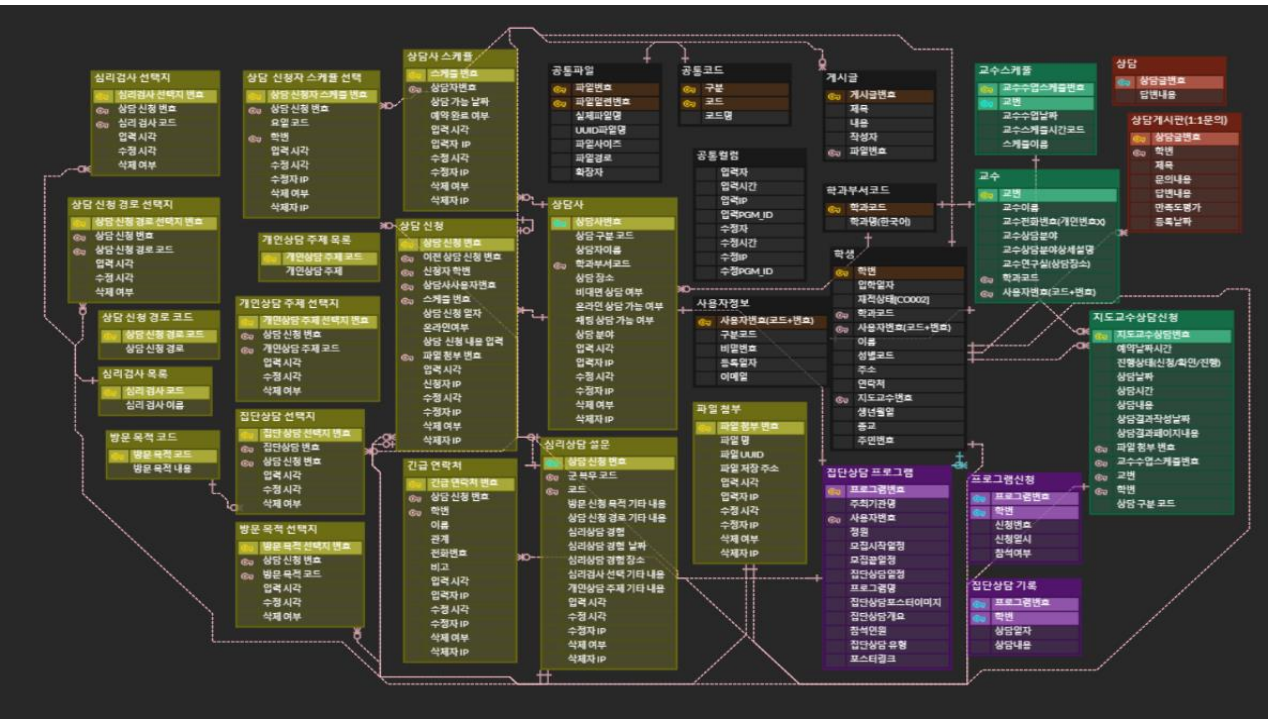 심리검사 선택지
심리검사 선택지 번호
상담 신청 번호
심리 검사 코드
입력 시각
수정 시각
삭제 여부
상담 신청자 스케줄 선택
상담 신청자 스케줄 번호
상담 신청 번호
요일 코드
학번
입력 시각
수정 시각
수정자 IP
삭제 여부
삭제자 IP
상담사 스케쥴
스케쥴 번호
상담자번호
상담 가능 날짜
예약 완료 여부
입력 시각
입력자 IP
수정 시각
수정자 IP
삭제 여부
삭제자 IP
공통파일
파일번호
파일일련번호
실제파일명
UUID파일명
파일사이즈
파일경로
확장자
공통코드
구분
코드
코드명
게시글
게시글번호
제목
내용
작성자
파일번호
교수스케줄
교수수업스케줄번호
교번
교수수업날짜
교수스케줄시간코드
스케줄이름
상담
상담글번호
답변내용
상담게시판(1:1문의)
상담글번호
학번
제목
문의내용
답변내용
만족도평가
등록날짜
공통컬럼
입력자
입력시간
입력IP
입력PGM_ID
수정자
수정시간
수정IP
수정PGM_ID
학과부서코드
학과코드
학과명(한국어)
교수
교번
교수이름
교수전화번호(개인번호X)
교수상담분야
교수상담분야상세설명
교수연구실(상담장소)
학과코드
사용자번호(코드+번호)
상담 신청 경로 선택지
상담 신청 경로 선택지 번호
상담 신청 번호
상담 신청 경로 코드
입력 시각
수정 시각
삭제 여부
개인상담 주제 목록
개인상담 주제 코드
개인상담 주제
상담 신청
상담 신청 번호
이전 상담 신청 번호
신청자 학번
상담사사용자번호
스케줄 번호
상담 신청 일자
온라인여부
상담 신청 내용 입력
파일 첨부 번호
입력 시각
신청자 IP
수정 시각
수정자 IP
삭제 여부
삭제자 IP
상담사
상담사번호
상담 구분 코드
상담자이름
학과부서코드
상담 장소
비대면 상담 여부
온라인 상담 가능 여부
채팅 상담 가능 여부
상담 분야
입력 시각
입력자 IP
수정 시각
수정자 IP
삭제 여부
삭제자 IP
학생
학번
입학일자
재적상태[CO002]
학과코드
사용자번호(코드+번호)
이름
성별코드
주소
연락처
지도교수번호
생년월일
종교
주민번호
사용자정보
사용자번호(코드+번호)
구분코드
비밀번호
등록일자
이메일
지도교수상담신청
지도교수상담번호
예약날짜시간
진행상태(신청/확인/진행)
상담날짜
상담시간
상담내용
상담결과작성날짜
상담결과페이지내용
파일 첨부 번호
교수수업스케줄번호
교번
학번
상담 구분 코드
상담 신청 경로 코드
상담 신청 경로 코드
상담 신청 경로
개인상담 주제 선택지
개인상담 주제 선택지 번호
상담 신청 번호
개인상담 주제 코드
입력 시각
수정 시각
삭제 여부
심리검사 목록
심리 검사 코드
심리 검사 이름
방문 목적 코드
방문 목적 코드
방문 목적 내용
집단상담 선택지
집단상담 선택지 번호
집단상담 번호
상담 신청 번호
입력 시각
수정 시각
삭제 여부
긴급 연락처
긴급 연락처 번호
상담 신청 번호
학번
이름
관계
전화번호
비고
입력 시각
입력자 IP
수정 시각
수정자 IP
삭제 여부
삭제자 IP
심리상담 설문
상담 신청 번호
군 복무 코드
코드
방문 신청 목적 기타 내용
상담 신청 경로 기타 내용
심리상담 경험
심리상담 경험 날짜
심리상담 경험 장소
심리검사 선택 기타 내용
개인상담 주제 기타 내용
입력 시각
수정 시각
수정자 IP
삭제 여부
삭제자 IP
파일 첨부
파일 첨부 번호
파일 명
파일 UUID
파일 저장 주소
입력 시각
입력자 IP
수정 시각
수정자 IP
삭제 여부
삭제자 IP
방문 목적 선택지
방문 목적 선택지 번호
상담 신청 번호
방문 목적 코드
입력 시각
수정 시각
삭제 여부
집단상담 프로그램
프로그램번호
주최기관명
사용자번호
정원
모집시작일정
모집끝일정
집단상담일정
프로그램명
집단상담포스터이미지
집단상담개요
참석인원
집단상담 유형
포스터링크
프로그램신청
프로그램번호
학번
신청번호
신청일시
참석여부
집단상담 기록
프로그램번호
학번
상담일자
상담내용